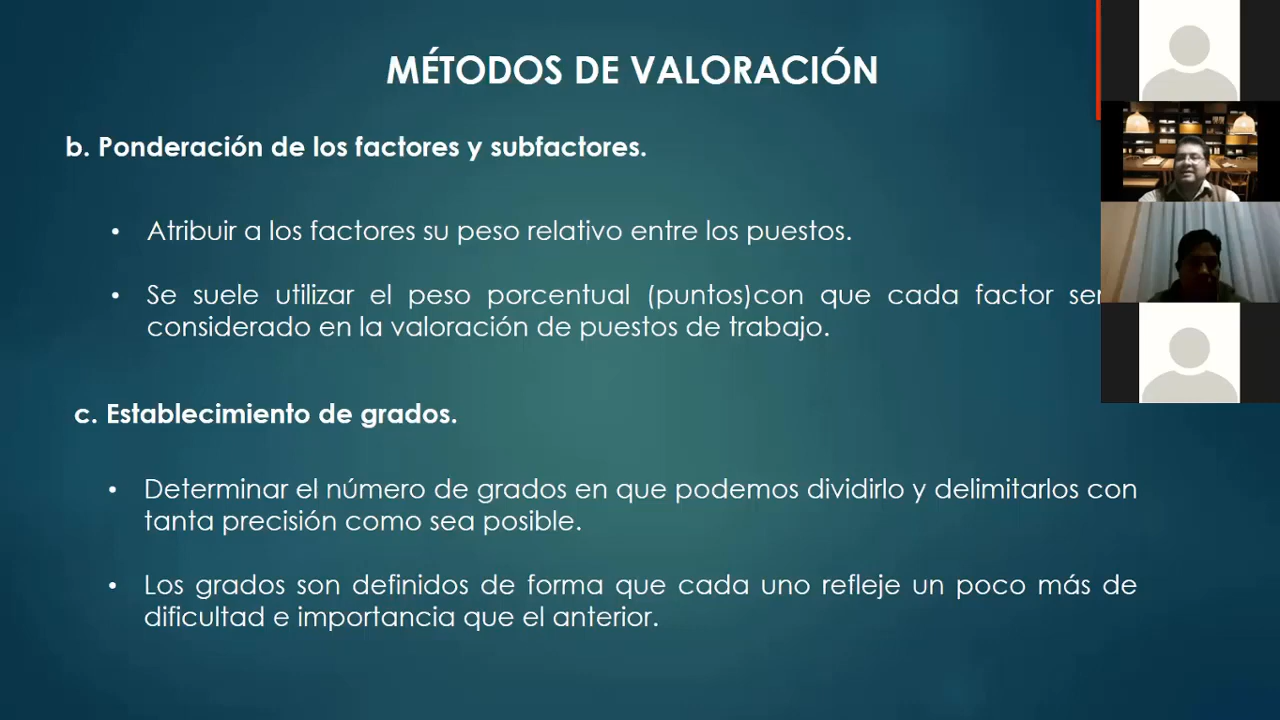 MÉTODOS DE VALORACIÓN
b. Ponderación de los factores y subfactores.
• Atribuir a los factores su peso relativo entre los puestos.
• Se suele utilizar el peso porcentual (puntos)con que cada factor
considerado en la valoración de puestos de trabajo.
c. Establecimiento de grados.
• Determinar el número de grados en que podemos dividirlo y delimitarlos con
tanta precisión como sea posible.
• Los grados son definidos de forma que cada uno refleje un poco más de
dificultad e importancia que el anterior.